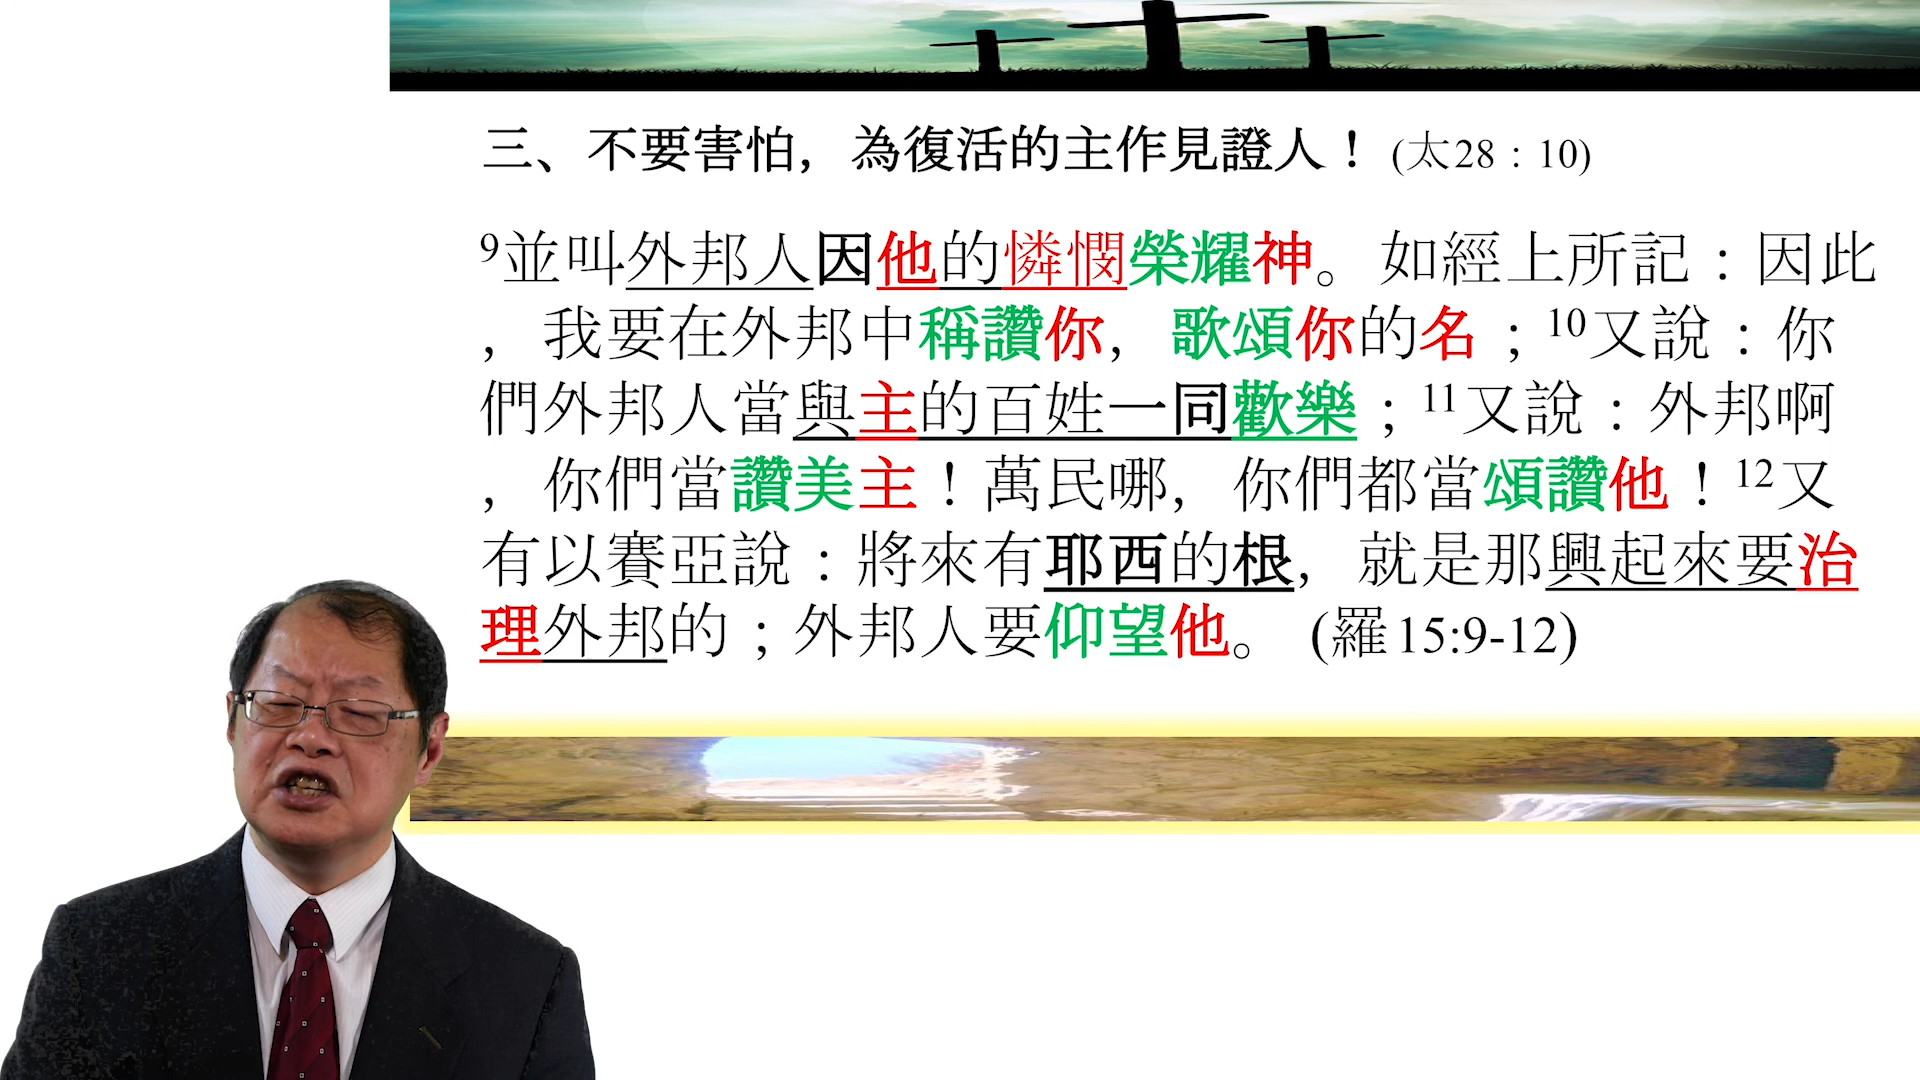 三、不要害怕，為復活的主作見證人！(太28：10)
9並叫外邦人因他的憐憫榮耀神。如經上所記：因此
，我要在外邦中稱讚你，歌頌你的名；10又說：你
們外邦人當與主的百姓一同歡樂；11又說：外邦啊
，你們當讚美主！萬民哪，你們都當頌讚他！12又
有以賽亞說：將來有耶西的根，就是那興起來要治
理外邦的；外邦人要仰望他。(羅15:9-12)